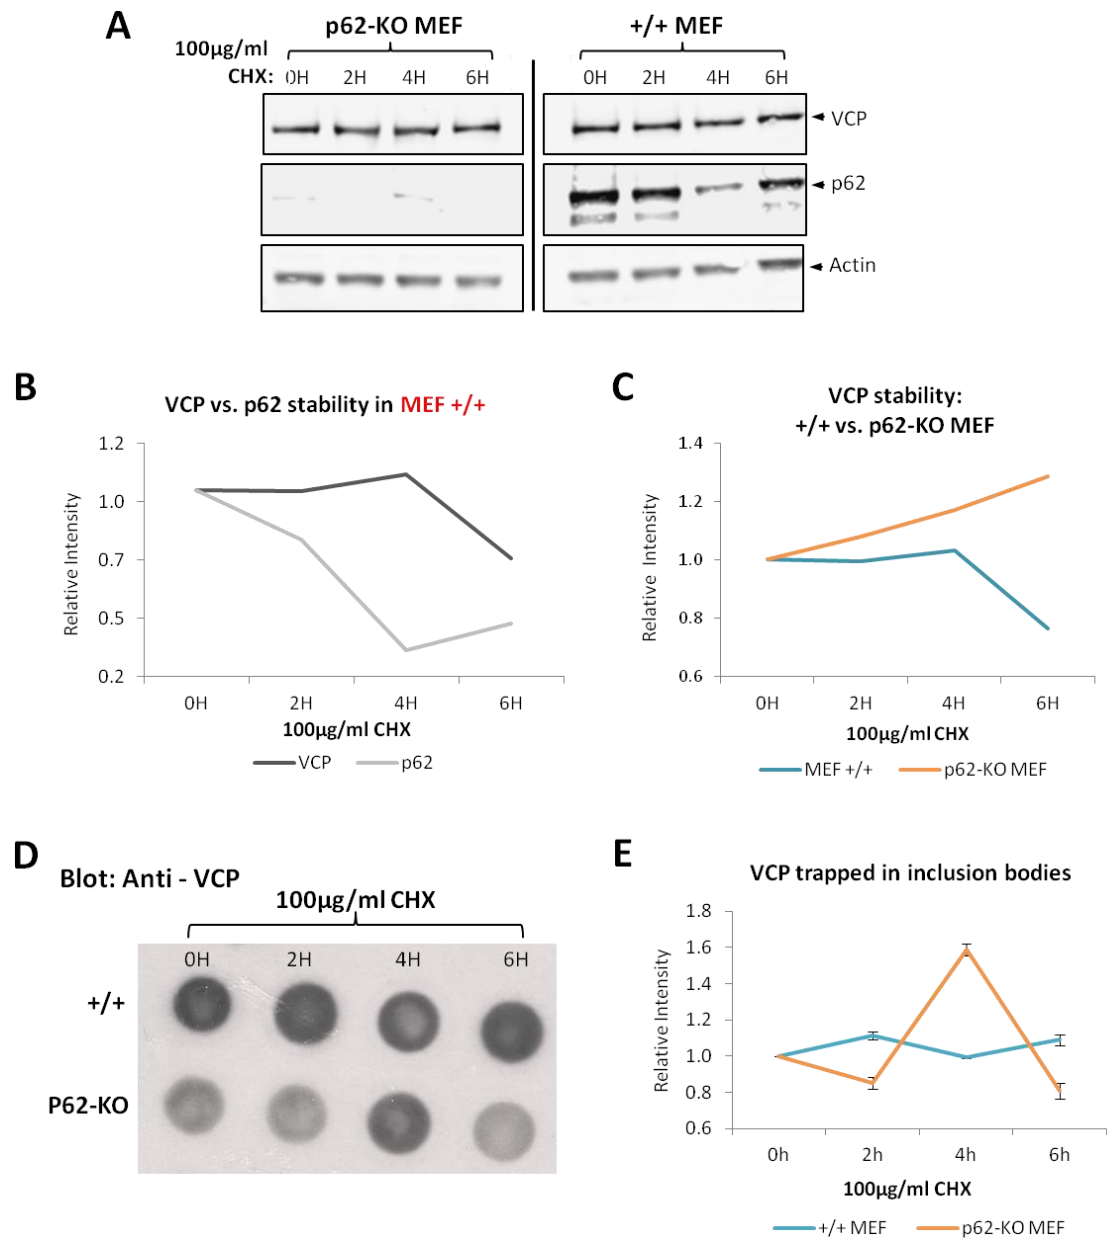 A
p62-KO MEF
+/+ MEF
100µg/ml
CHX:
0H 2H 4H 6H
0H 2H 4H 6H
VCP
p62
Actin
B
VCP vs. p62 stability in MEF +/+
1.2
1.0
0.7
0.5
0.2
Relative Intensity
0H 2H 4H 6H
100µg/ml CHX
VCP p62
C
VCP stability:
+/+ vs. p62-KO MEF
1.4
1.2
1.0
0.8
0.6
Relative Intensity
0H 2H 4H 6H
100µg/ml CHX
MEF +/+ p62-KO MEF
D
Blot: Anti - VCP
100µg/ml CHX
0H 2H 4H 6H
+/+
P62-KO
E
VCP trapped in inclusion bodies
1.8
1.6
1.4
1.2
1.0
0.8
0.6
Relative Intensity
0h 2h 4h 6h
100µg/ml CHX
+/+ MEF p62-KO MEF